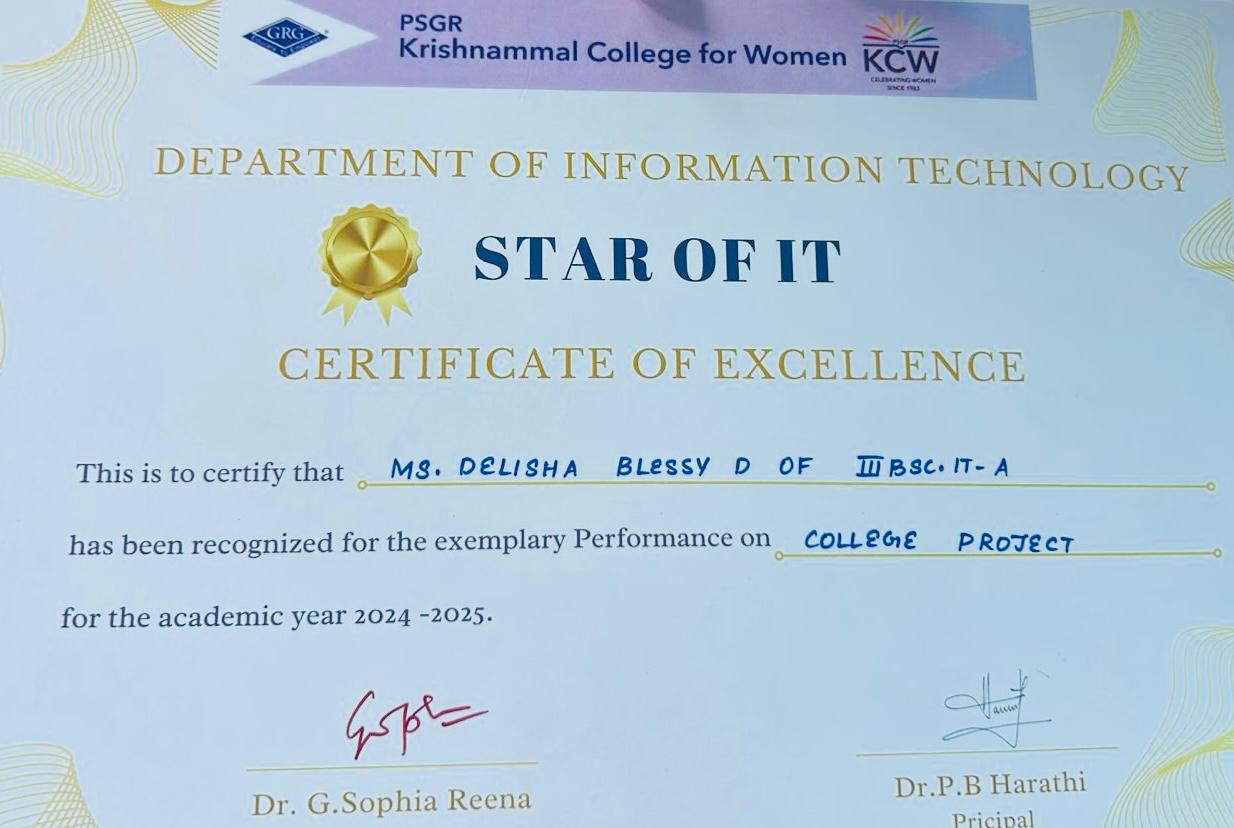 GRG
PSGR
Krishnammal College for Women
KCW
CELEBRATING WOMEN
SINCE 1963
DEPARTMENT OF INFORMATION TECHNOLOGY
STAR OF IT
CERTIFICATE OF EXCELLENCE
This is to certify that MS. DELISHA BLESSY D OF III BSC. IT- A
has been recognized for the exemplary Performance on COLLEGE PROJECT
for the academic year 2024 -2025.
Dr. G.Sophia Reena
Dr.P.B Harathi
Pricipal